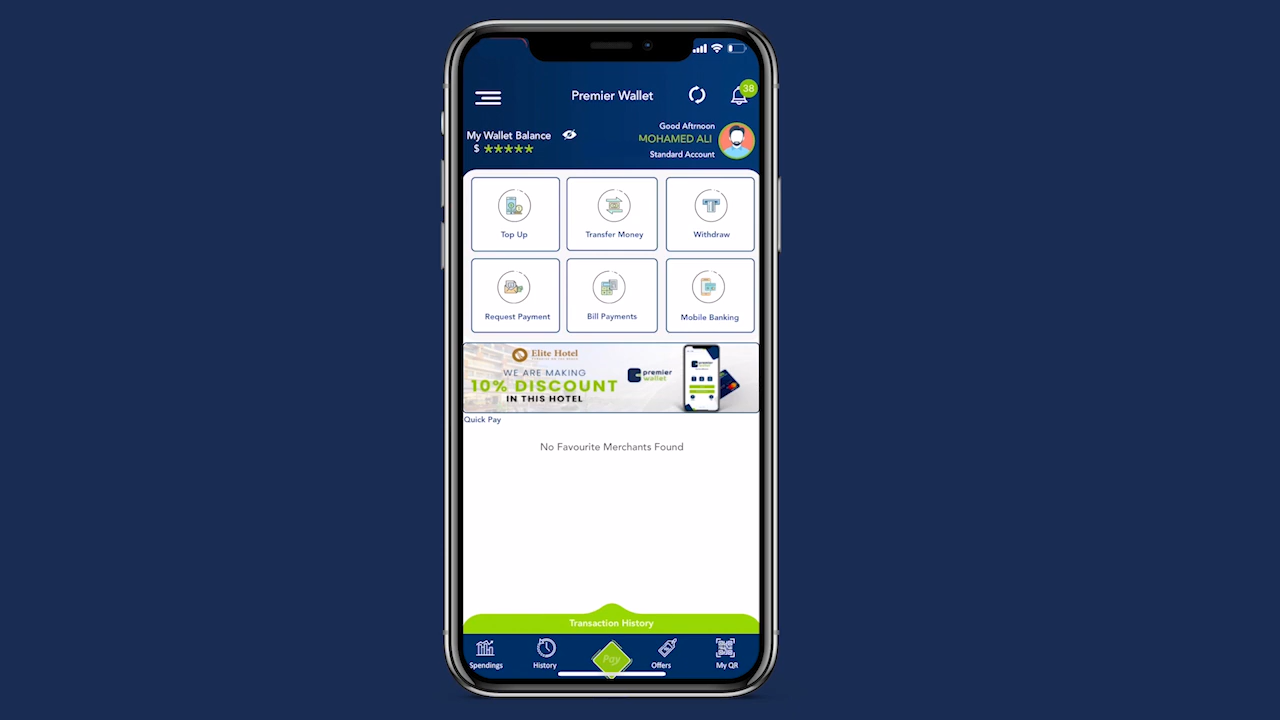 Premier Wallet
38
My Wallet Balance
$ *****
Good Aftrnoon
MOHAMED ALI
Standard Account
Top Up
Transfer Money
Withdraw
Request Payment
Bill Payments
Mobile Banking
Elite Hotel
WE ARE MAKING
10% DISCOUNT
IN THIS HOTEL
premier
wallet
Quick Pay
No Favourite Merchants Found
Transaction History
Spendings
History
Pay
Offers
My QR